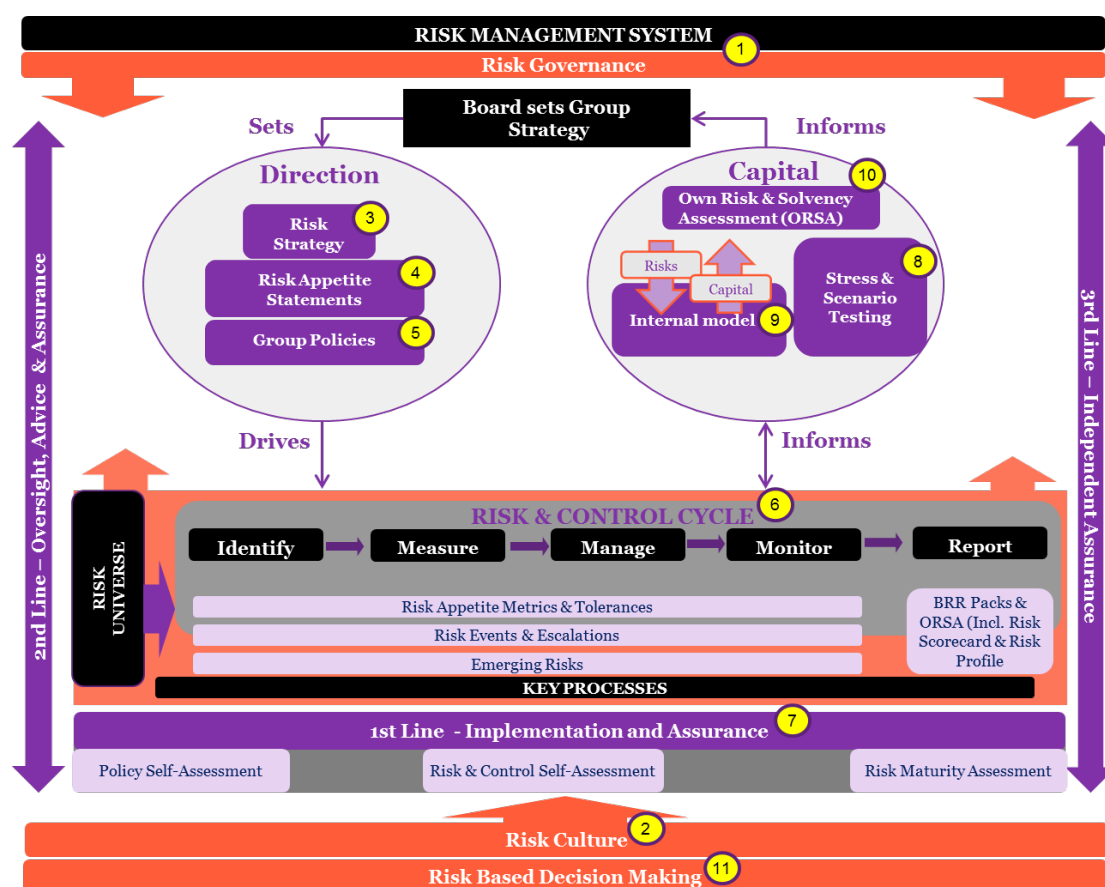 RISK MANAGEMENT SYSTEM
1
Risk Governance
Board sets Group
Strategy
Sets
Informs
Direction
Capital
10
Own Risk & Solvency
Assessment (ORSA)
3
Risk
Strategy
4
Risk Appetite
Statements
5
Group Policies
Risks
Capital
8
Stress &
Scenario
Testing
Internal model
9
2nd Line – Oversight, Advice & Assurance
3rd Line – Independent Assurance
Drives
Informs
RISK
UNIVERSE
RISK & CONTROL CYCLE
6
Identify
Measure
Manage
Monitor
Report
Risk Appetite Metrics & Tolerances
Risk Events & Escalations
Emerging Risks
BRR Packs &
ORSA (Incl. Risk
Scorecard & Risk
Profile
KEY PROCESSES
1st Line - Implementation and Assurance
7
Policy Self-Assessment
Risk & Control Self-Assessment
Risk Maturity Assessment
Risk Culture
2
Risk Based Decision Making
11